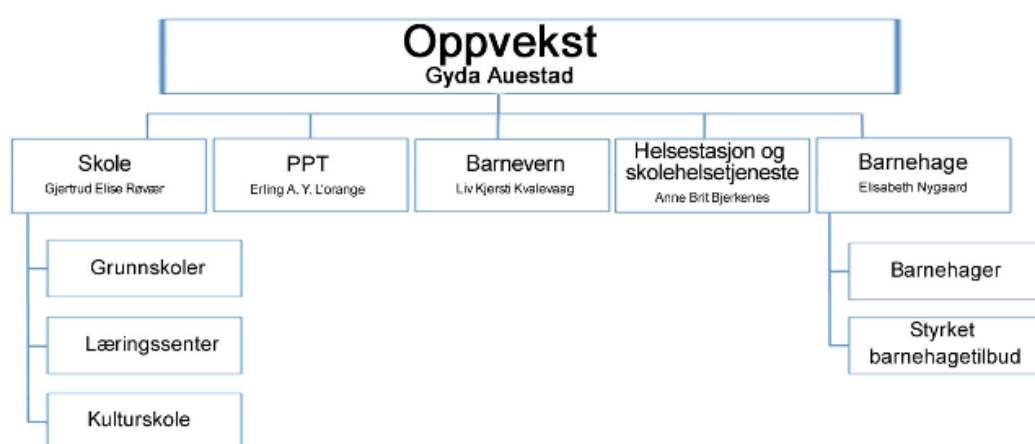 Oppvekst
Gyda Auestad
Skole
Gjertrud Elise Røvær
PPT
Erling A. Y. L'orange
Barnevern
Liv Kjersti Kvalevaag
Helsestasjon og
skolehelsetjeneste
Anne Brit Bjerkenes
Barnehage
Elisabeth Nygaard
Grunnskoler
Læringssenter
Kulturskole
Barnehager
Styrket
barnehagetilbud